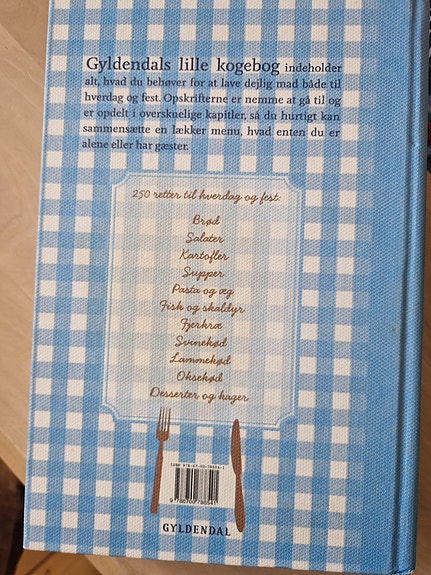 Gyldendals lille kogebog indeholder
alt, hvad du behøver for at lave dejlig mad både til
hverdag og fest. Opskrifterne er nemme at gå til og
er opdelt i overskuelige kapitler, så du hurtigt kan
sammensætte en lækker menu, hvad enten du er
alene eller har gæster.
250 retter til hverdag og fest:
Brød
Salater
Kartofler
Supper
Pasta og æg
Fisk og skaldyr
Fjerkræ
Svinekød
Lammekød
Oksekød
Desserter og kager
GYLDENDAL